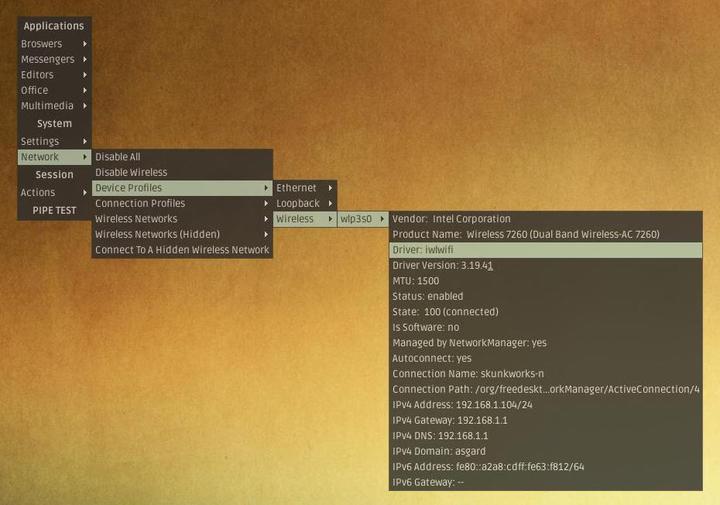 Applications
Broswers
Messengers
Editors
Office
Multimedia
System
Settings
Network
Session
Actions
PIPE TEST
Disable All
Disable Wireless
Device Profiles
Connection Profiles
Wireless Networks
Wireless Networks (Hidden)
Connect To A Hidden Wireless Network
Ethernet
Loopback
Wireless
wlp3s0
Vendor: Intel Corporation
Product Name: Wireless 7260 (Dual Band Wireless-AC 7260)
Driver: iwlwifi
Driver Version: 3.19.41
MTU: 1500
Status: enabled
State: 100 (connected)
Is Software: no
Managed by NetworkManager: yes
Autoconnect: yes
Connection Name: skunkworks-n
Connection Path: /org/freedeskt...orkManager/ActiveConnection/4
IPv4 Address: 192.168.1.104/24
IPv4 Gateway: 192.168.1.1
IPv4 DNS: 192.168.1.1
IPv4 Domain: asgard
IPv6 Address: fe80::a2a8:cdff:fe63:f812/64
IPv6 Gateway: --